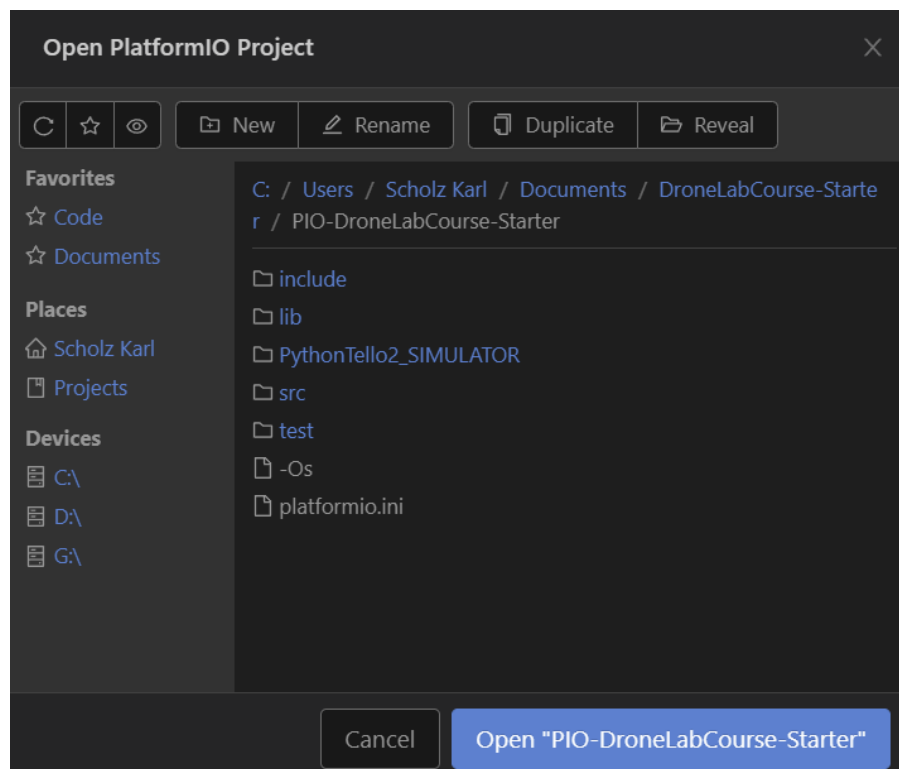 Open PlatformIO Project
New Rename Duplicate Reveal
Favorites
Code
Documents
Places
Scholz Karl
Projects
Devices
C:\
D:\
G:\
C: / Users / Scholz Karl / Documents / DroneLabCourse-Starte
r / PIO-DroneLabCourse-Starter
include
lib
PythonTello2_SIMULATOR
src
test
-Os
platformio.ini
Cancel Open "PIO-DroneLabCourse-Starter"